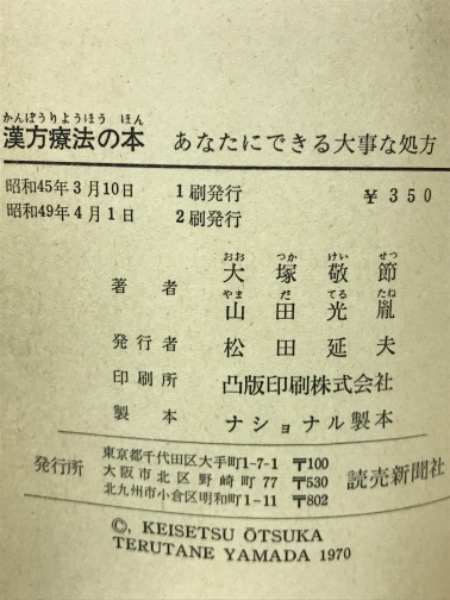 かんぽうりようほう ほん
漢方療法の本 あなたにできる大事な処方
昭和45年3月10日 1刷発行 ¥350
昭和49年4月1日 2刷発行
おお つか けい せつ
著者 大塚敬節
やま だ てる たね
山田光胤
発行者 松田延夫
印刷所 凸版印刷株式会社
製本 ナショナル製本
発行所 東京都千代田区大手町1-7-1 〒100
大阪市北区野崎町77 〒530 読売新聞社
北九州市小倉区明和町1-11 〒802
©, KEISETSU ŌTSUKA
TERUTANE YAMADA 1970